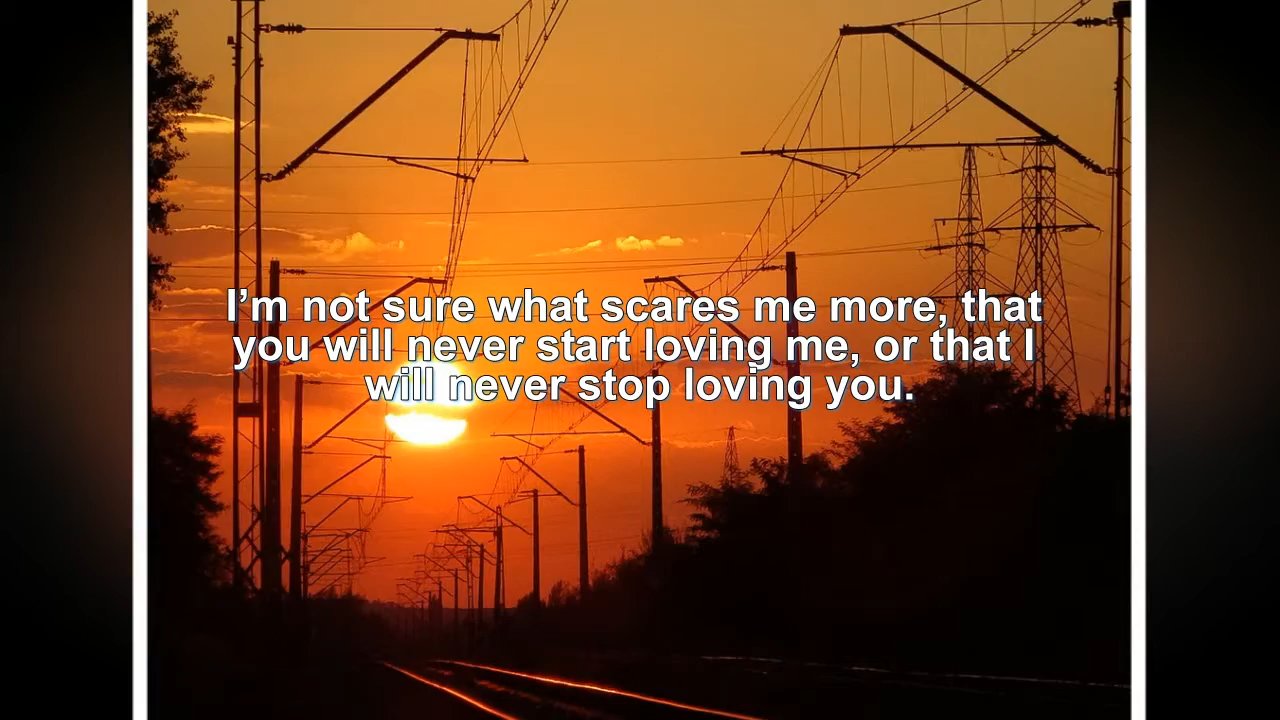 I’m not sure what scares me more, that
you will never start loving me, or that I
will never stop loving you.